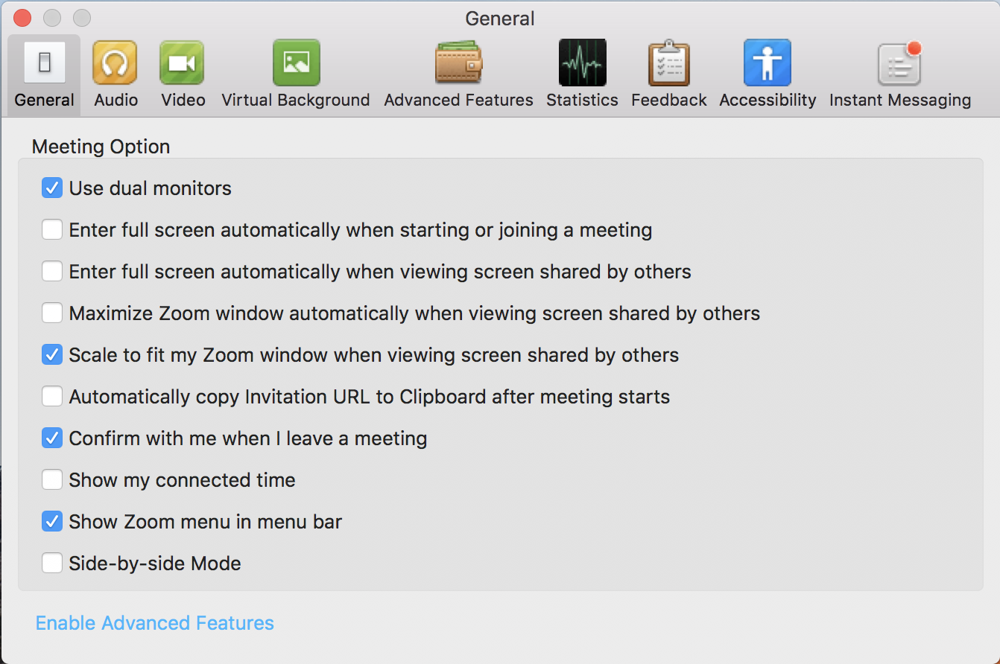 General
General Audio Video Virtual Background Advanced Features Statistics Feedback Accessibility Instant Messaging
Meeting Option
Use dual monitors
Enter full screen automatically when starting or joining a meeting
Enter full screen automatically when viewing screen shared by others
Maximize Zoom window automatically when viewing screen shared by others
Scale to fit my Zoom window when viewing screen shared by others
Automatically copy Invitation URL to Clipboard after meeting starts
Confirm with me when I leave a meeting
Show my connected time
Show Zoom menu in menu bar
Side-by-side Mode
Enable Advanced Features